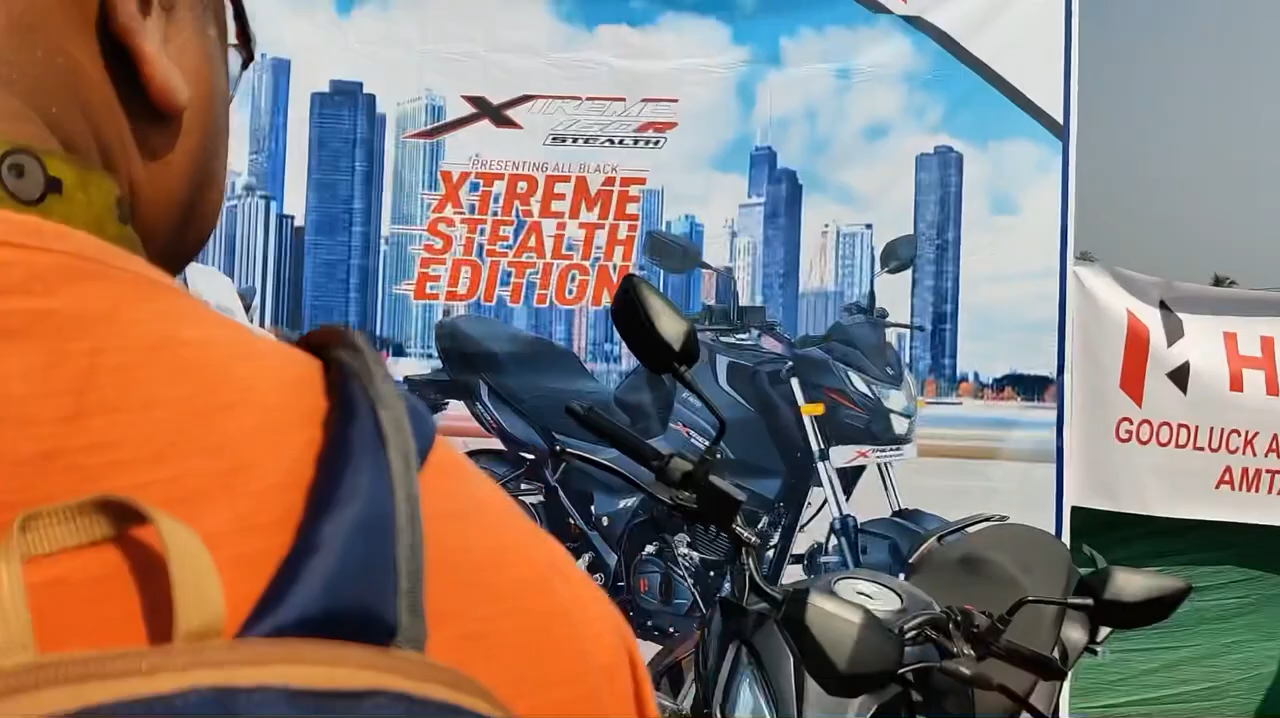 XTREME
160R
STEALTH
PRESENTING ALL BLACK
XTREME
STEALTH
EDITION
XTREME
H
GOODLUCK A
AMTA